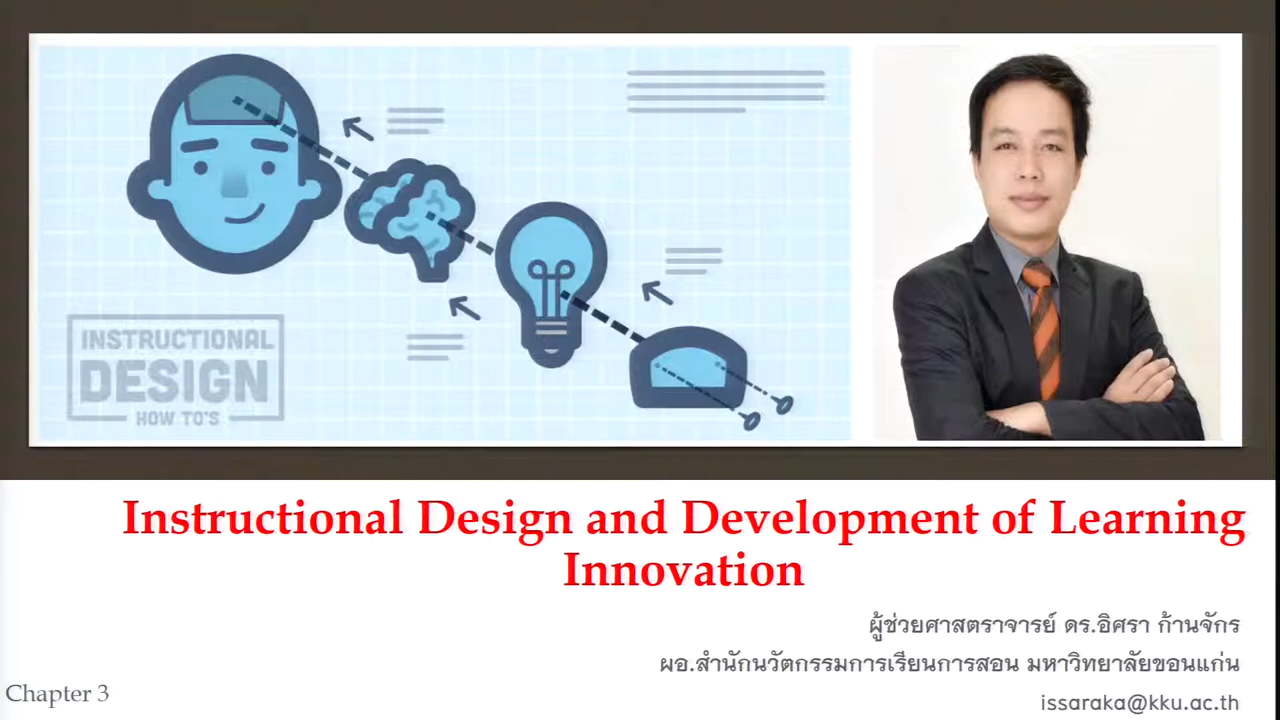 INSTRUCTIONAL
DESIGN
HOW TO'S
Instructional Design and Development of Learning
Innovation
ผู้ช่วยศาสตราจารย์ ดร.อิศรา ก้านจักร
ผอ.สำนักนวัตกรรมการเรียนการสอน มหาวิทยาลัยขอนแก่น
Chapter 3
issaraka@kku.ac.th